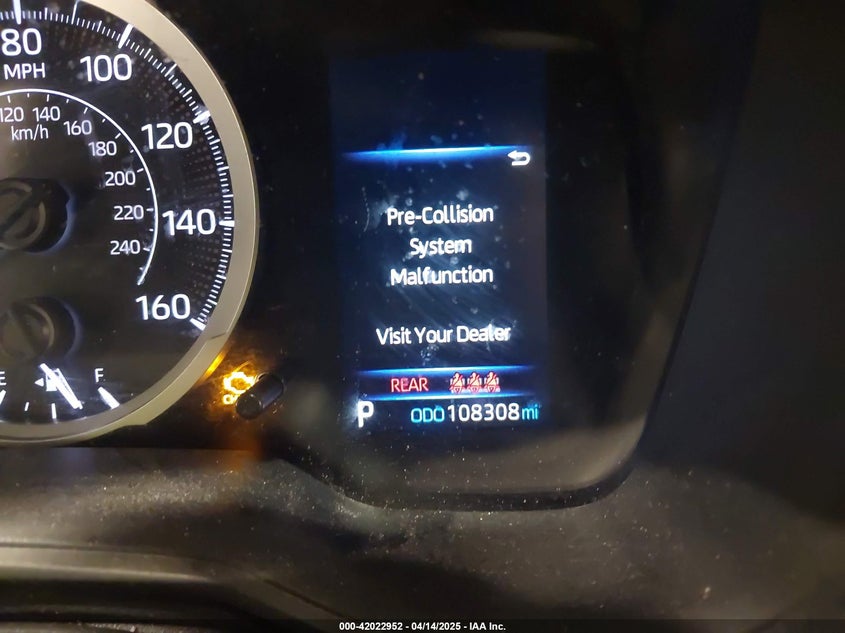 80
MPH
100
120
140
160
120 140 160 180 200 220 240
km/h
E F
Pre-Collision
System
Malfunction
Visit Your Dealer
REAR
P ODO 108308 mi
000-42022952 - 04/14/2025 - IAA Inc.